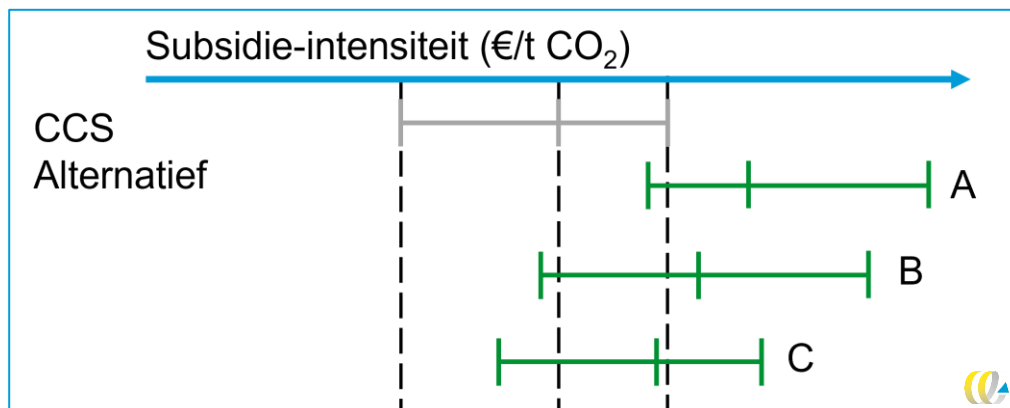 Subsidie-intensiteit (€/t CO₂)
CCS
Alternatief
A
B
C